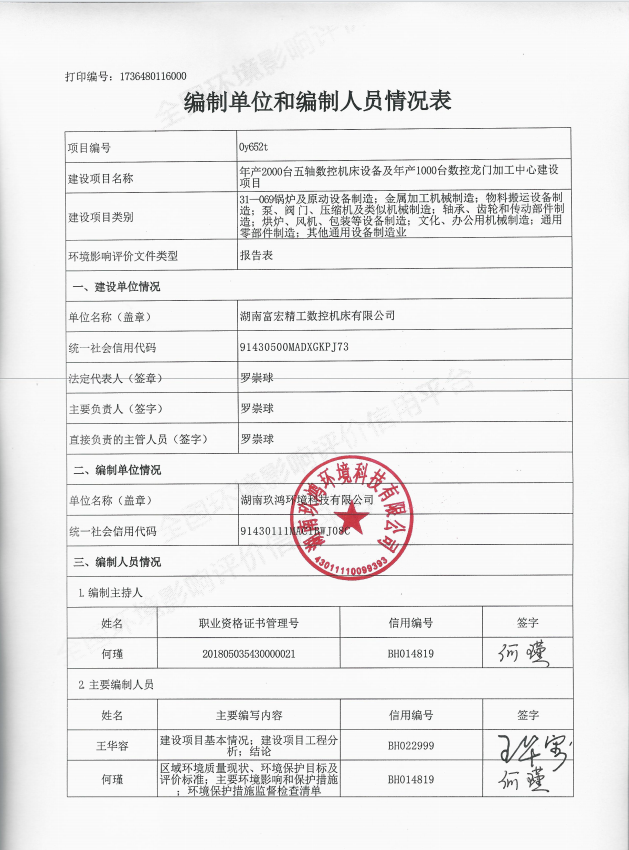 打印编号：1736480116000
编制单位和编制人员情况表
项目编号 0y652t
建设项目名称 年产2000台五轴数控机床设备及年产1000台数控龙门加工中心建设
项目
建设项目类别 31—069锅炉及原动设备制造；金属加工机械制造；物料搬运设备制
造；泵、阀门、压缩机及类似机械制造；轴承、齿轮和传动部件制
造；烘炉、风机、包装等设备制造；文化、办公用机械制造；通用
零部件制造；其他通用设备制造业
环境影响评价文件类型 报告表
一、建设单位情况
单位名称（盖章） 湖南富宏精工数控机床有限公司
统一社会信用代码 91430500MADXGKPJ73
法定代表人（签章） 罗崇球
主要负责人（签字） 罗崇球
直接负责的主管人员（签字） 罗崇球
二、编制单位情况
单位名称（盖章） 湖南玖鸿环境科技有限公司
统一社会信用代码
湖南玖鸿环境科技有限公司
43011110099393
三、编制人员情况
1.编制主持人
姓名 职业资格证书管理号 信用编号 签字
何瑾 201805035430000021 BH014819 何瑾
2.主要编制人员
姓名 主要编写内容 信用编号 签字
王华容 建设项目基本情况；建设项目工程分
析；结论 BH022999 王华容
何瑾 区域环境质量现状、环境保护目标及
评价标准；主要环境影响和保护措施
；环境保护措施监督检查清单 BH014819 何瑾